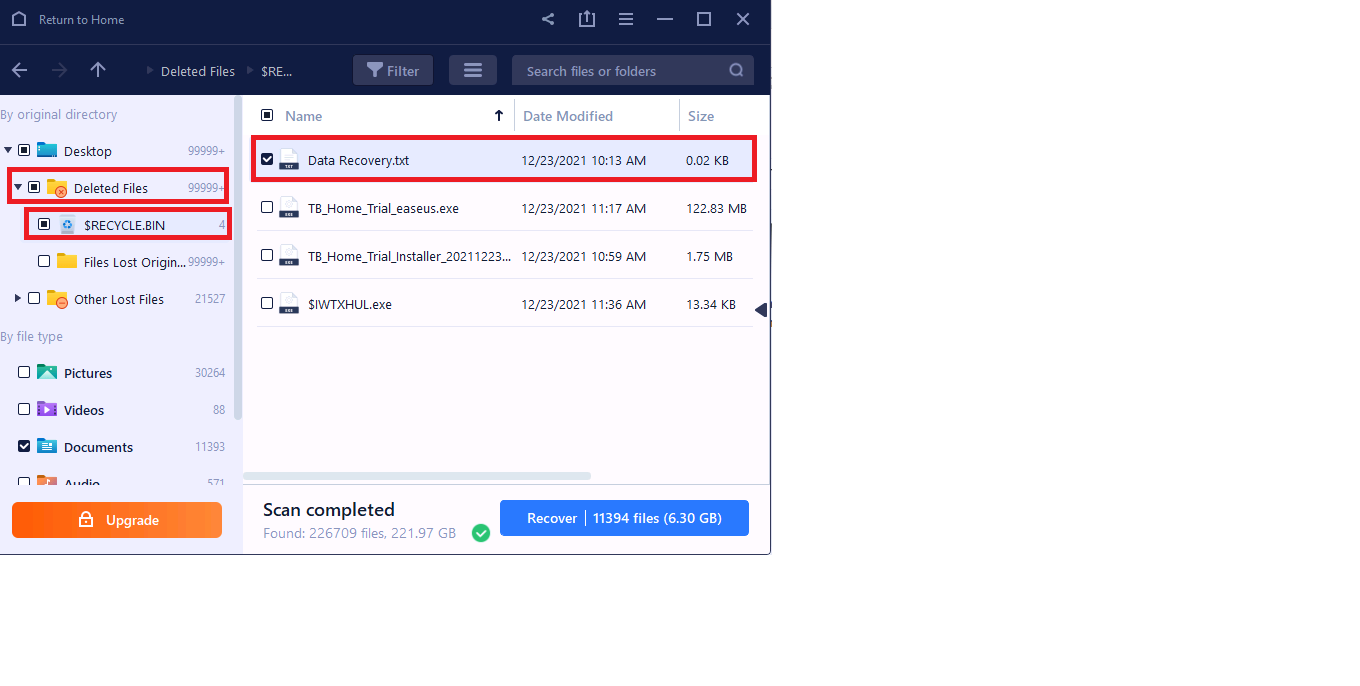 Return to Home
Deleted Files
$RE...
Filter
Search files or folders
By original directory
Desktop 99999+
Deleted Files 99999+
$RECYCLE.BIN 4
Files Lost Origin... 99999+
Other Lost Files 21527
By file type
Pictures 30264
Videos 88
Documents 11393
Audio 571
Upgrade
Name Date Modified Size
Data Recovery.txt 12/23/2021 10:13 AM 0.02 KB
TB_Home_Trial_easeus.exe 12/23/2021 11:17 AM 122.83 MB
TB_Home_Trial_Installer_20211223... 12/23/2021 10:59 AM 1.75 MB
$IWTXHUL.exe 12/23/2021 11:36 AM 13.34 KB
Scan completed
Found: 226709 files, 221.97 GB
Recover | 11394 files (6.30 GB)